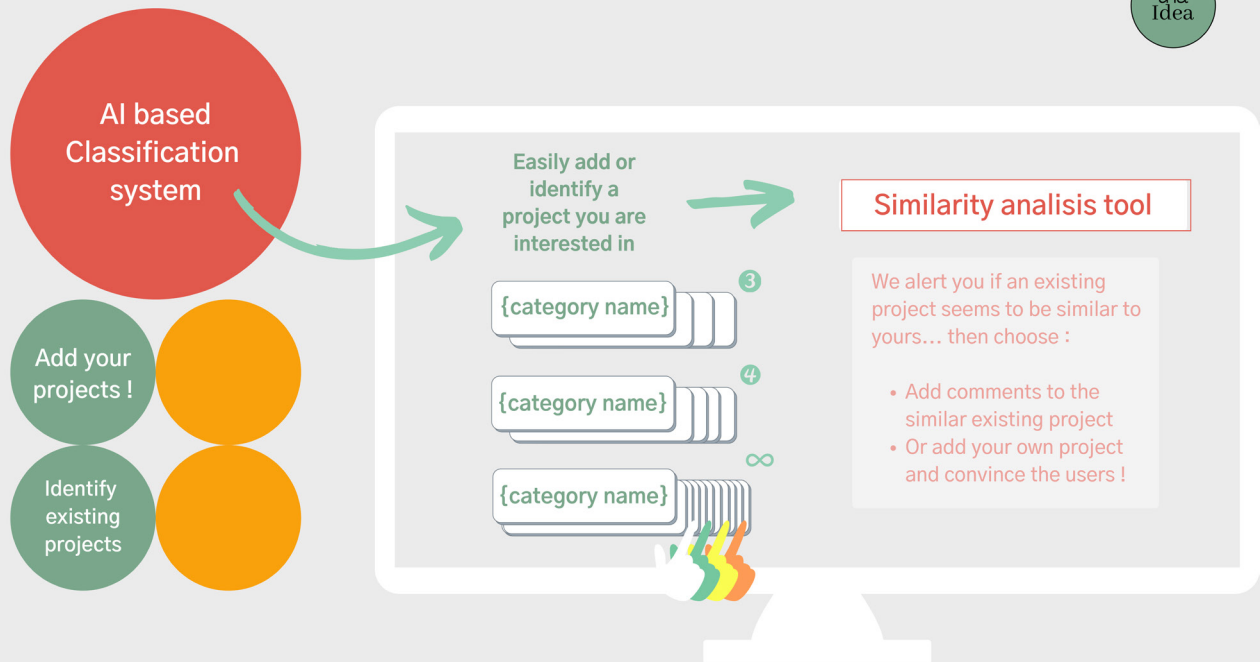 Idea
AI based
Classification
system
Add your
projects !
Identify
existing
projects
Easily add or
identify a
project you are
interested in
{category name}
3
{category name}
4
{category name}
∞
Similarity analisis tool
We alert you if an existing
project seems to be similar to
yours... then choose :
• Add comments to the
similar existing project
• Or add your own project
and convince the users !